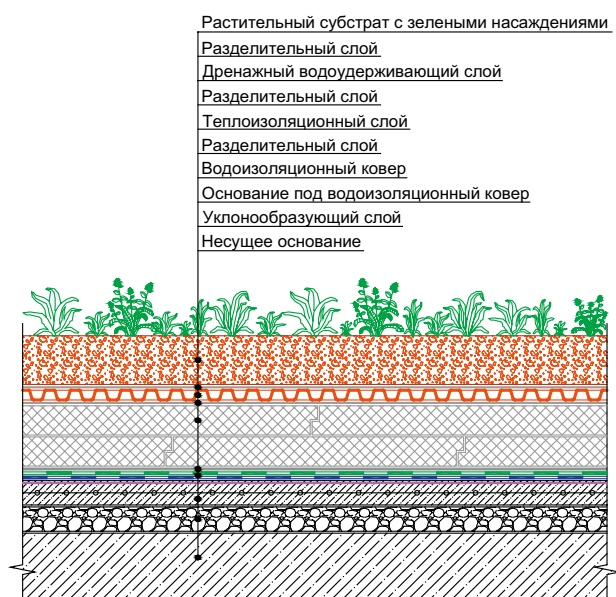 Растительный субстрат с зелеными насаждениями
Разделительный слой
Дренажный водоудерживающий слой
Разделительный слой
Теплоизоляционный слой
Разделительный слой
Водоизоляционный ковер
Основание под водоизоляционный ковер
Уклонообразующий слой
Несущее основание